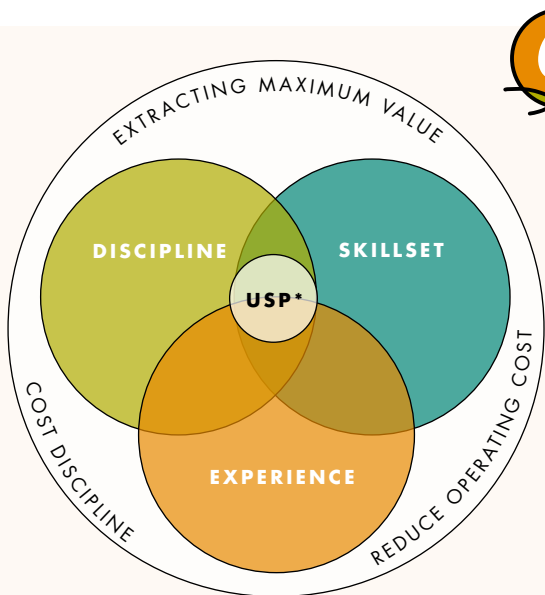 EXTRACTING MAXIMUM VALUE
DISCIPLINE
SKILLSET
USP*
EXPERIENCE
COST DISCIPLINE
REDUCE OPERATING COST